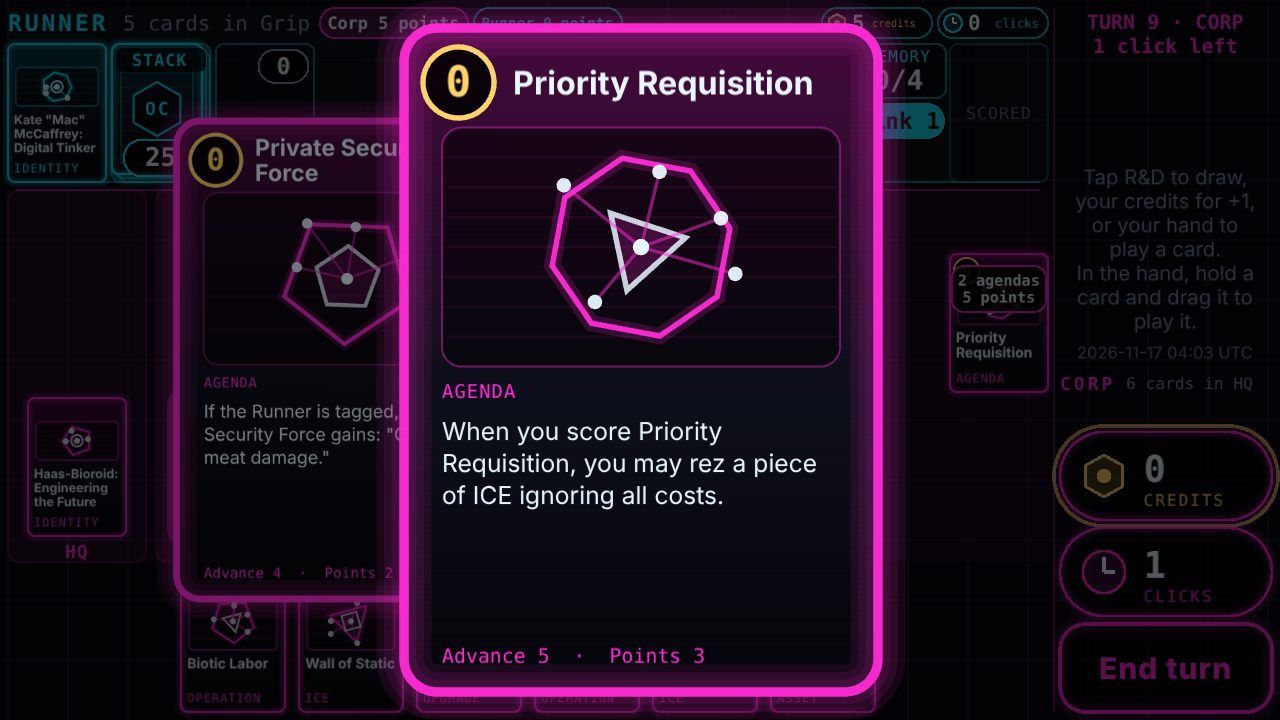 RUNNER 5 cards in Grip
Corp 5 points
Runner 0 points
5 credits
0 clicks
TURN 9 · CORP
1 click left
Kate "Mac"
McCaffrey:
Digital Tinker
IDENTITY
STACK
OC
25
0
0/4
SCORED
0
Private
Force
AGENDA
If the Runner is tagged,
Security Force gains:
meat damage."
Advance 4 · Points 2
0
Priority Requisition
AGENDA
When you score Priority
Requisition, you may rez a piece
of ICE ignoring all costs.
Advance 5 · Points 3
Tap R&D to draw,
your credits for +1,
or your hand to
play a card.
In the hand, hold a
card and drag it to
play it.
2026-11-17 04:03 UTC
2 agendas
5 points
Priority
Requisition
AGENDA
CORP 6 cards in HQ
Haas-Bioroid:
Engineering
the Future
IDENTITY
HQ
0
CREDITS
1
CLICKS
End turn
Biotic Labor
OPERATION
Wall of Static
ICE
UPGRADE
OPERATION
ICE
ASSET